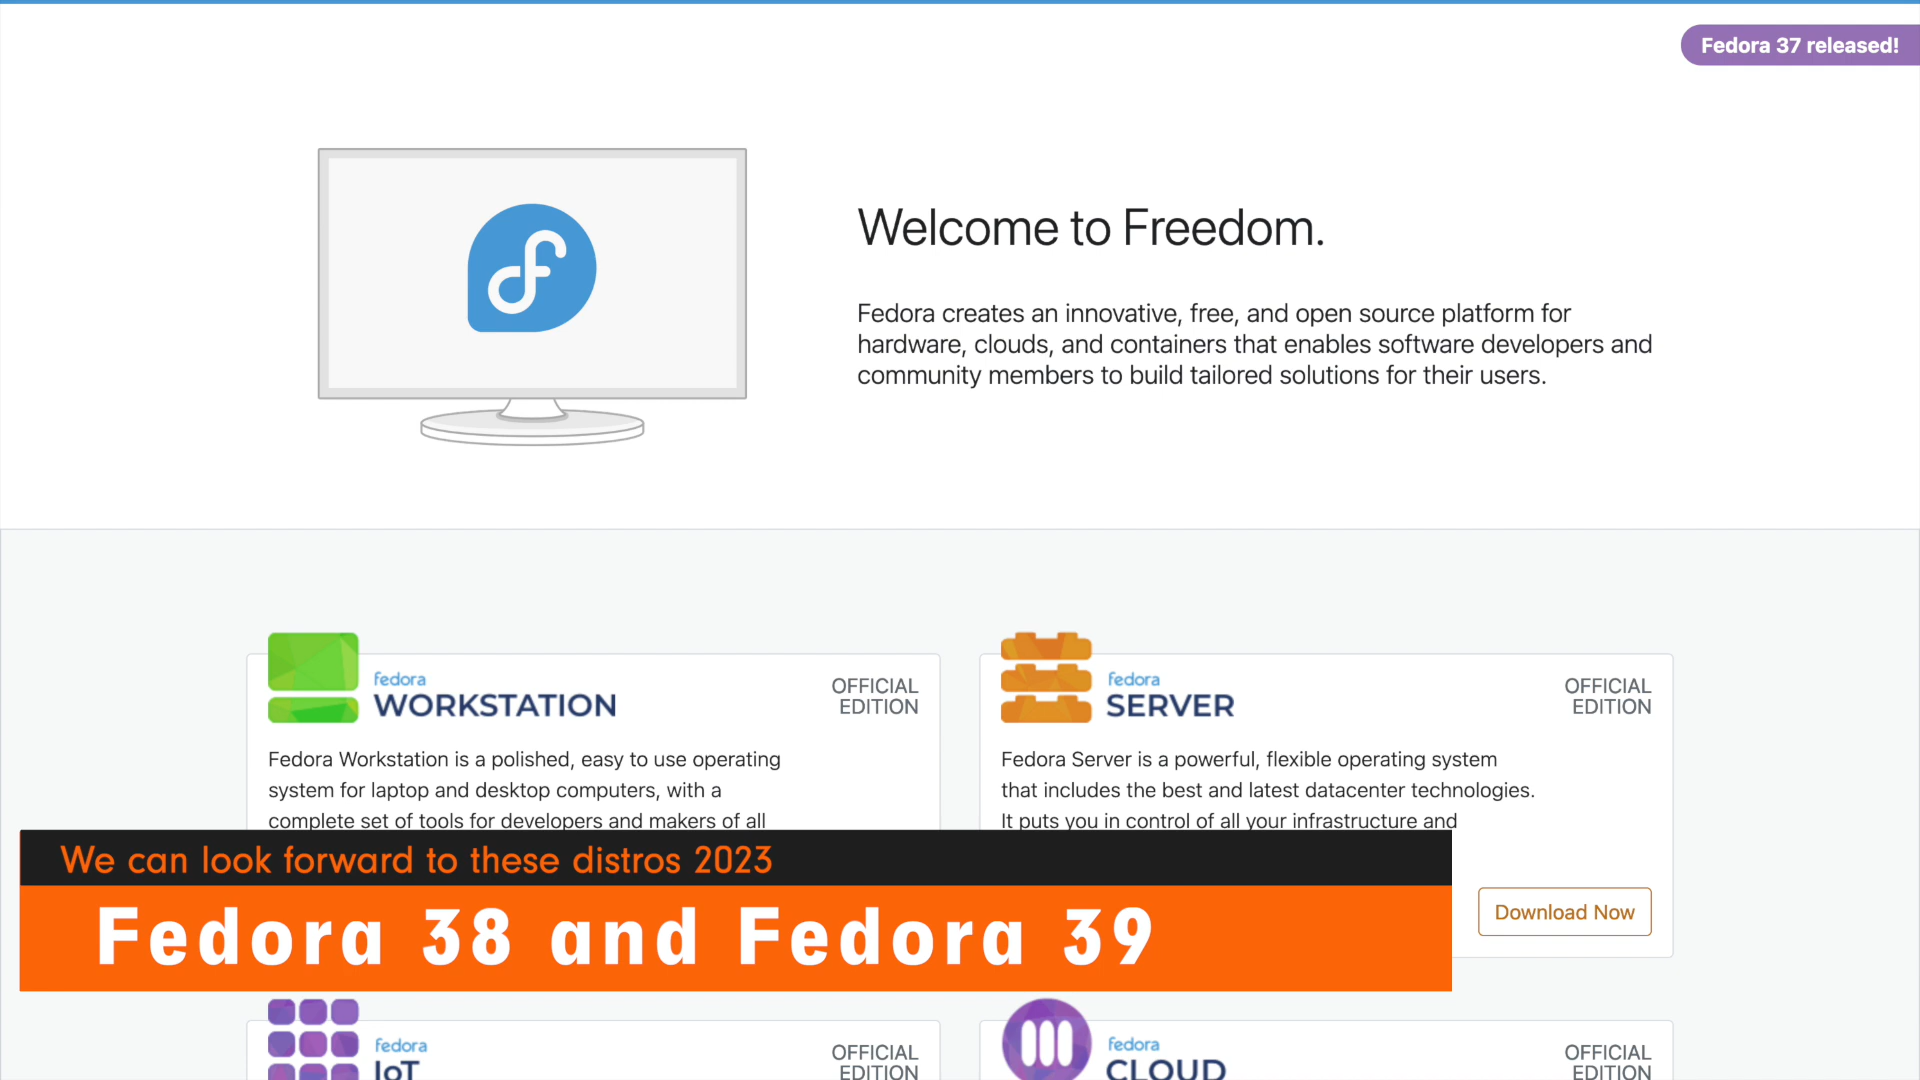 Fedora 37 released!
Welcome to Freedom.
Fedora creates an innovative, free, and open source platform for
hardware, clouds, and containers that enables software developers and
community members to build tailored solutions for their users.
fedora
WORKSTATION
OFFICIAL
EDITION
Fedora Workstation is a polished, easy to use operating
system for laptop and desktop computers, with a
complete set of tools for developers and makers of all
fedora
SERVER
OFFICIAL
EDITION
Fedora Server is a powerful, flexible operating system
that includes the best and latest datacenter technologies.
It puts you in control of all your infrastructure and
Download Now
We can look forward to these distros 2023
Fedora 38 and Fedora 39
fedora
IoT
OFFICIAL
EDITION
fedora
CLOUD
OFFICIAL
EDITION